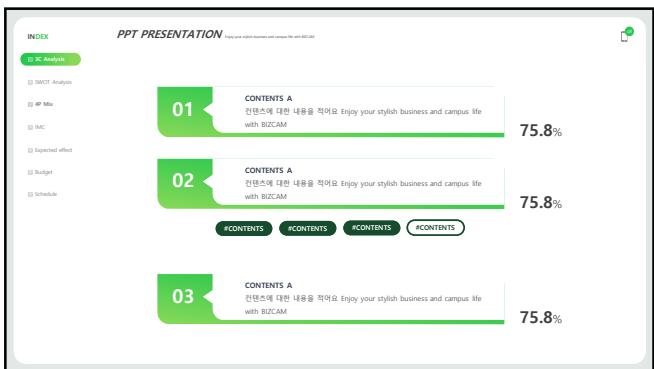 INDEX
PPT PRESENTATION Enjoy your stylish business and campus life with BIZCAM
3C Analysis
SWOT Analysis
4P Mix
IMC
Expected effect
Budget
Schedule
01
CONTENTS A
컨텐츠에 대한 내용을 적어요 Enjoy your stylish business and campus life
with BIZCAM
75.8%
02
CONTENTS A
컨텐츠에 대한 내용을 적어요 Enjoy your stylish business and campus life
with BIZCAM
75.8%
#CONTENTS #CONTENTS #CONTENTS #CONTENTS
03
CONTENTS A
컨텐츠에 대한 내용을 적어요 Enjoy your stylish business and campus life
with BIZCAM
75.8%